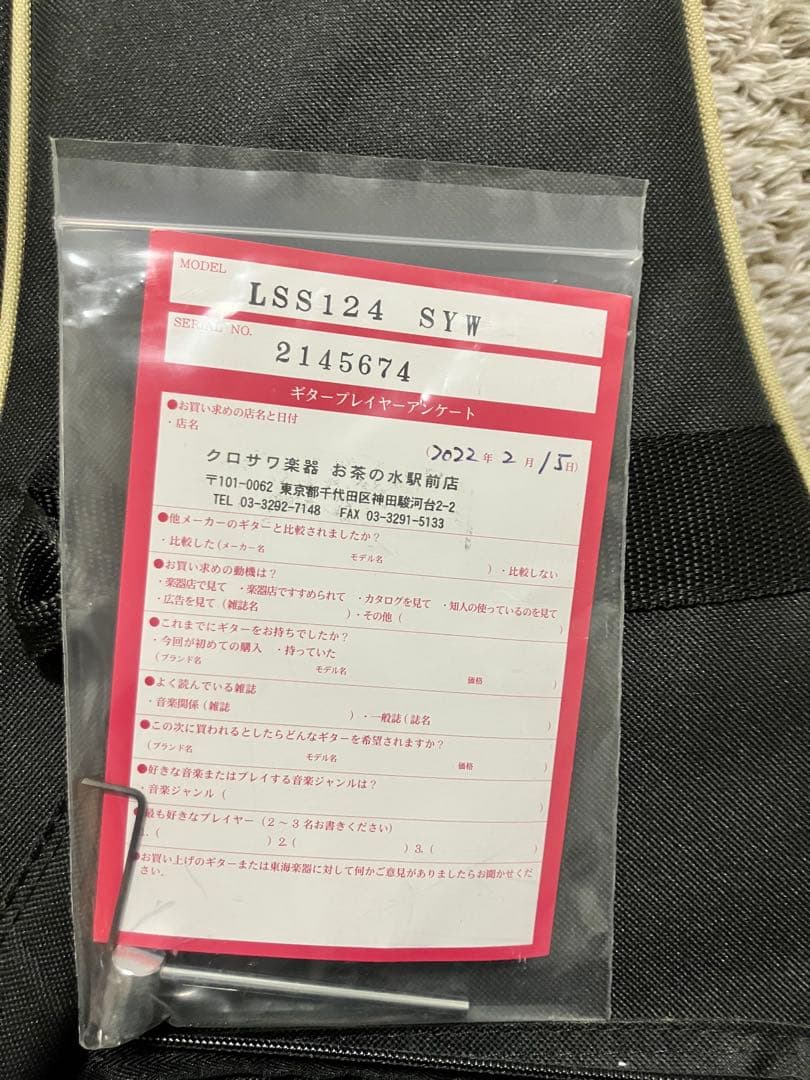 MODEL
LSS124 SYW
SERIAL NO.
2145674
ギタープレイヤーアンケート
●お買い求めの店名と日付
・店名
(2022年2月15日)
クロサワ楽器 お茶の水駅前店
〒101-0062 東京都千代田区神田駿河台2-2
TEL 03-3292-7148 FAX 03-3291-5133
●他メーカーのギターと比較されましたか?
・比較した(メーカー名 モデル名 )・比較しない
●お買い求めの動機は?
・楽器店で見て ・楽器店ですすめられて ・カタログを見て ・知人の使っているのを見て
・広告を見て(雑誌名 )・その他( )
●これまでにギターをお持ちでしたか?
・今回が初めての購入 ・持っていた
(ブランド名 モデル名 価格 )
●よく読んでいる雑誌
・音楽関係(雑誌 )・一般誌(誌名 )
●この次に買われるとしたらどんなギターを希望されますか?
(ブランド名 モデル名 価格 )
●好きな音楽またはプレイする音楽ジャンルは?
・音楽ジャンル( )
最も好きなプレイヤー(2~3名お書きください)
1.( )2.( )3.( )
●お買い上げのギターまたは東海楽器に対して何かご意見がありましたらお聞かせくだ
さい.